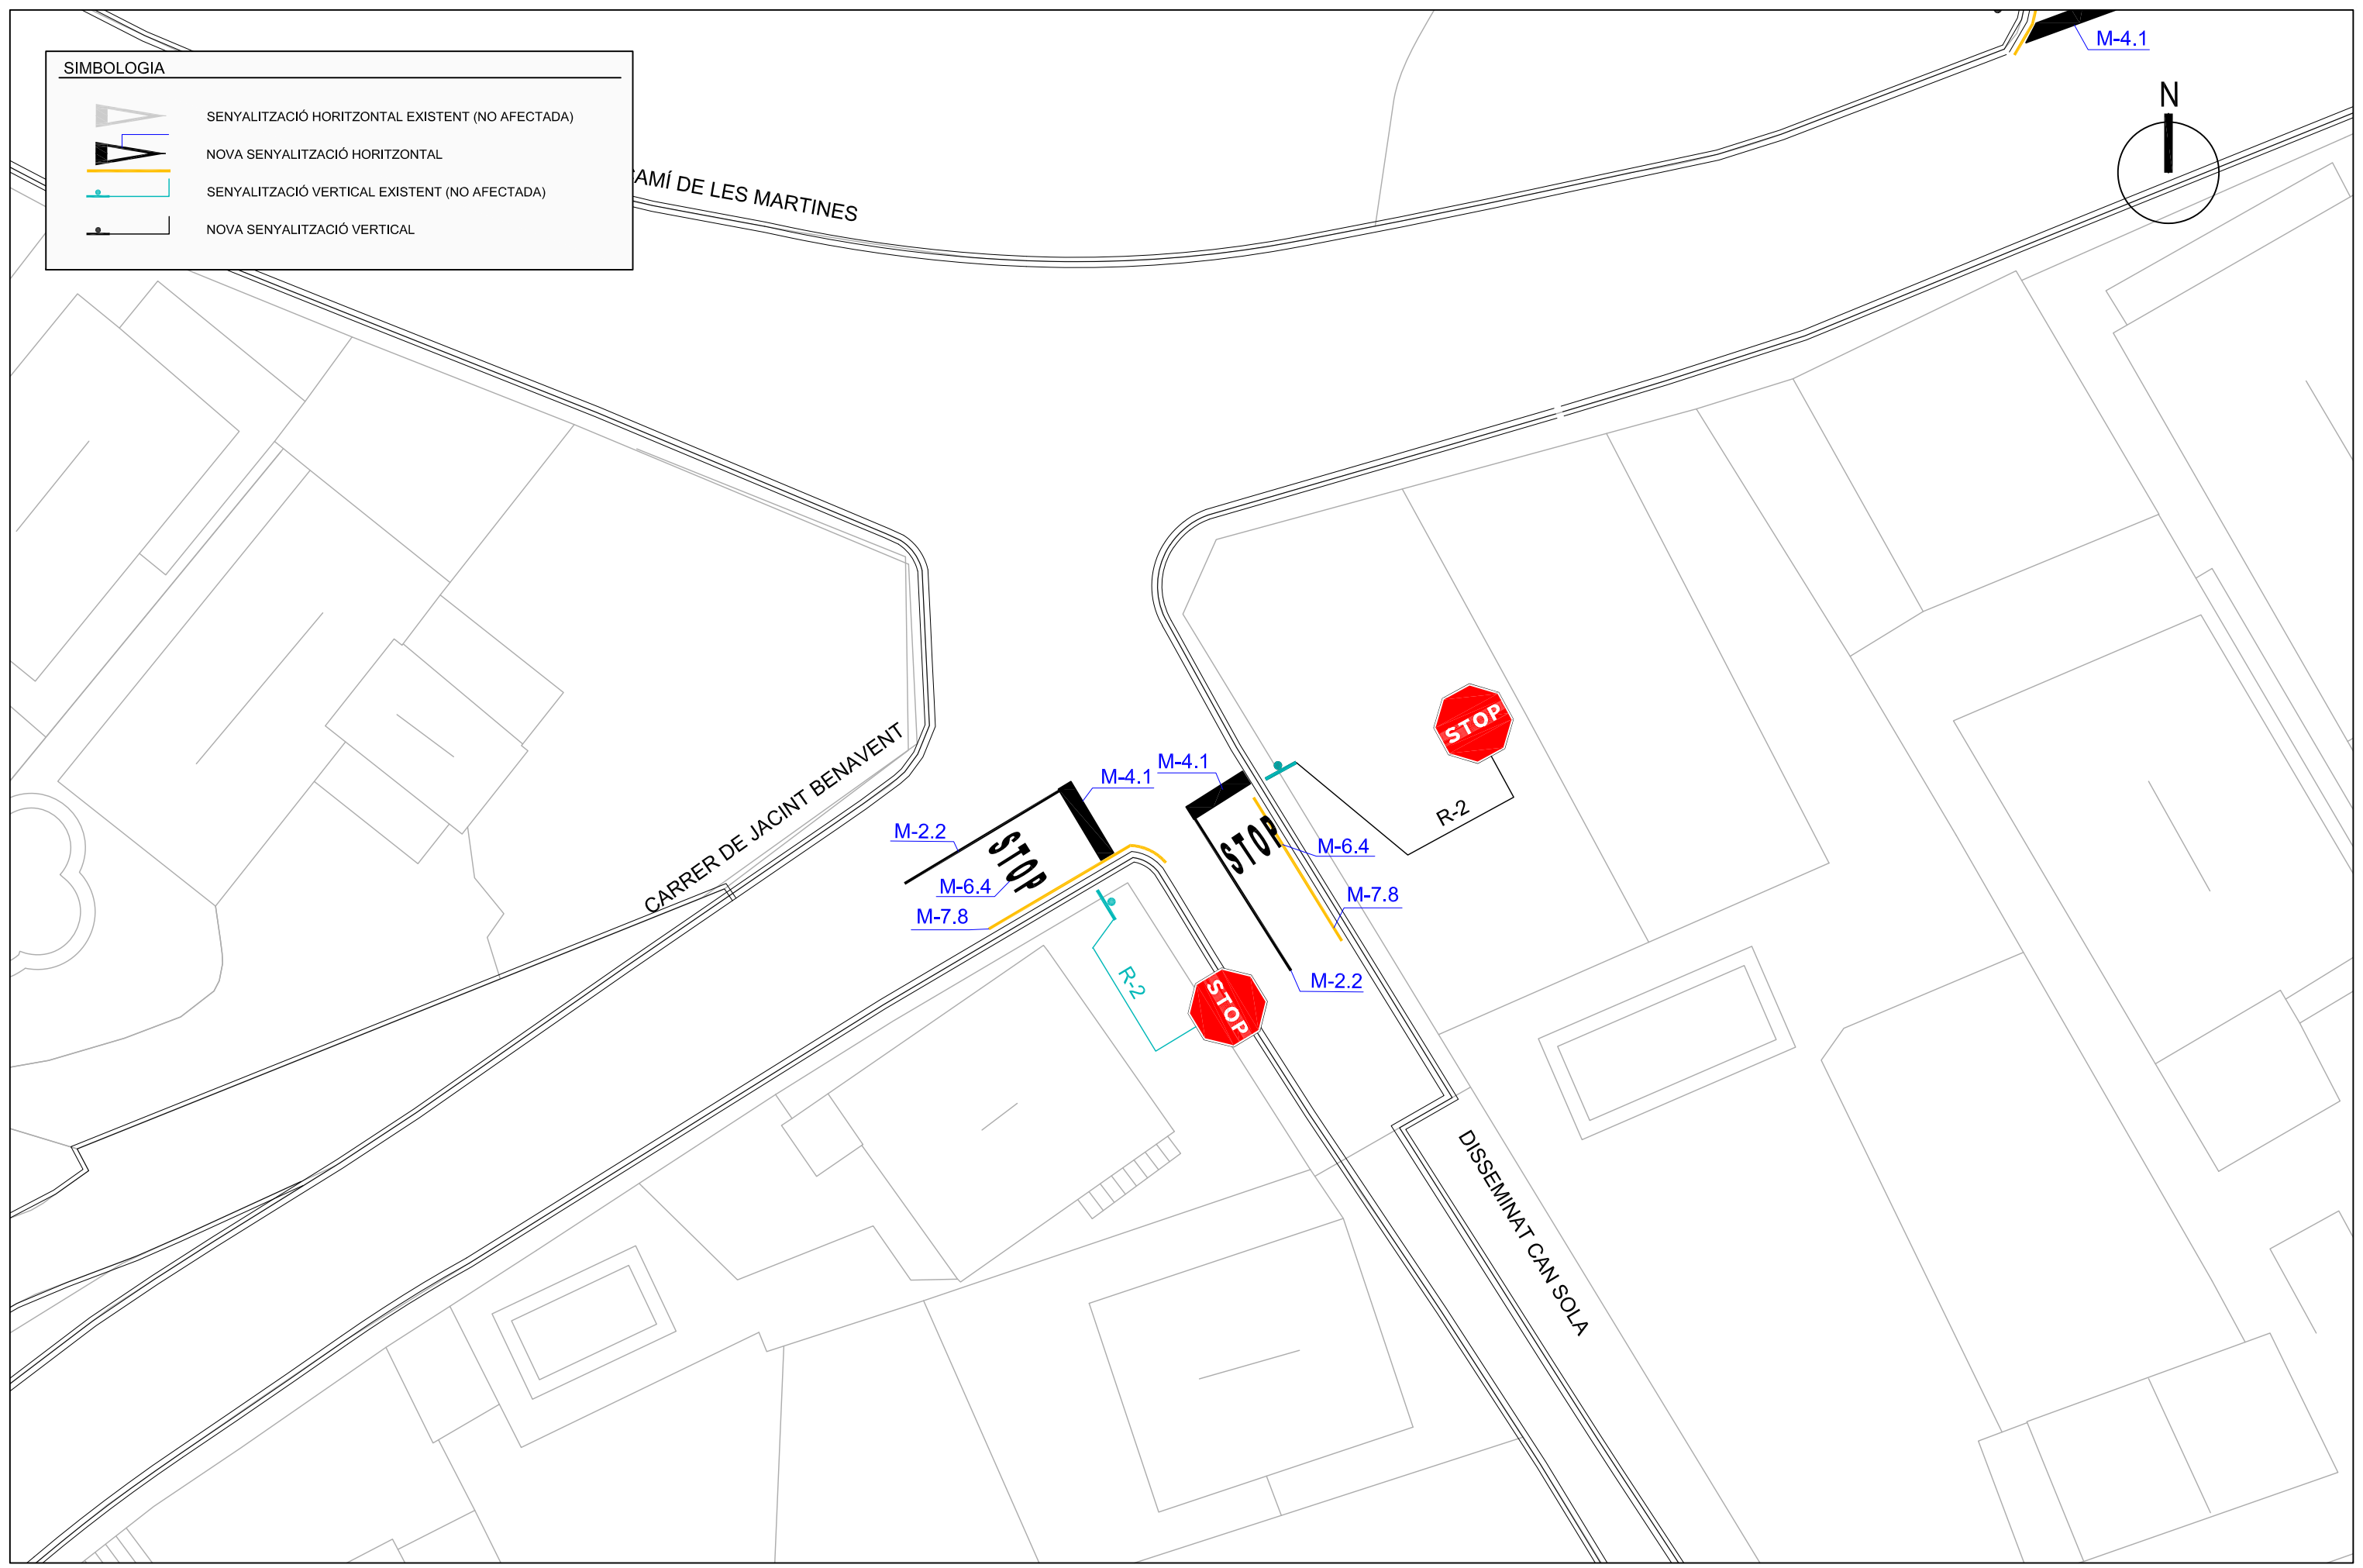 M-4.1
SIMBOLOGIA
SENYALITZACIÓ HORITZONTAL EXISTENT (NO AFECTADA)
NOVA SENYALITZACIÓ HORITZONTAL
SENYALITZACIÓ VERTICAL EXISTENT (NO AFECTADA)
NOVA SENYALITZACIÓ VERTICAL
N
AMÍ DE LES MARTINES
STOP
CARRER DE JACINT BENAVENT
M-4.1
M-4.1
R-2
M-2.2
STOP
STOP
M-6.4
M-6.4
M-7.8
M-7.8
R-2
STOP
M-2.2
DISSEMINAT CAN SOLA